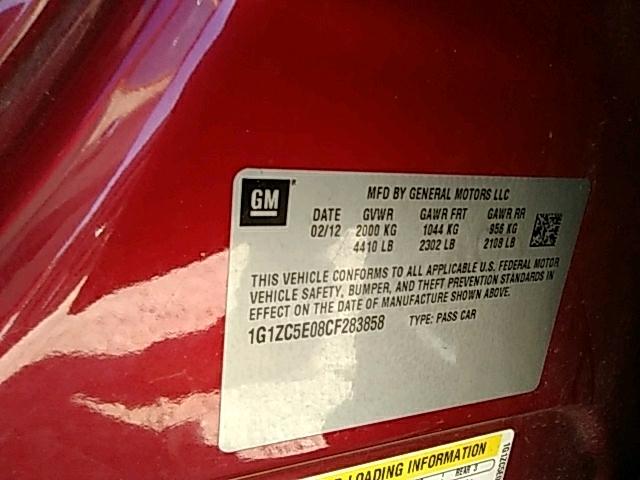 GM
MFD BY GENERAL MOTORS LLC
DATE GVWR GAWR FRT GAWR RR
02/12 2000 KG 1044 KG 956 KG
4410 LB 2302 LB 2108 LB
THIS VEHICLE CONFORMS TO ALL APPLICABLE U.S. FEDERAL MOTOR
VEHICLE SAFETY, BUMPER, AND THEFT PREVENTION STANDARDS IN
EFFECT ON THE DATE OF MANUFACTURE SHOWN ABOVE.
1G1ZC5E08CF283858 TYPE: PASS CAR
LOADING INFORMATION
REAR 3